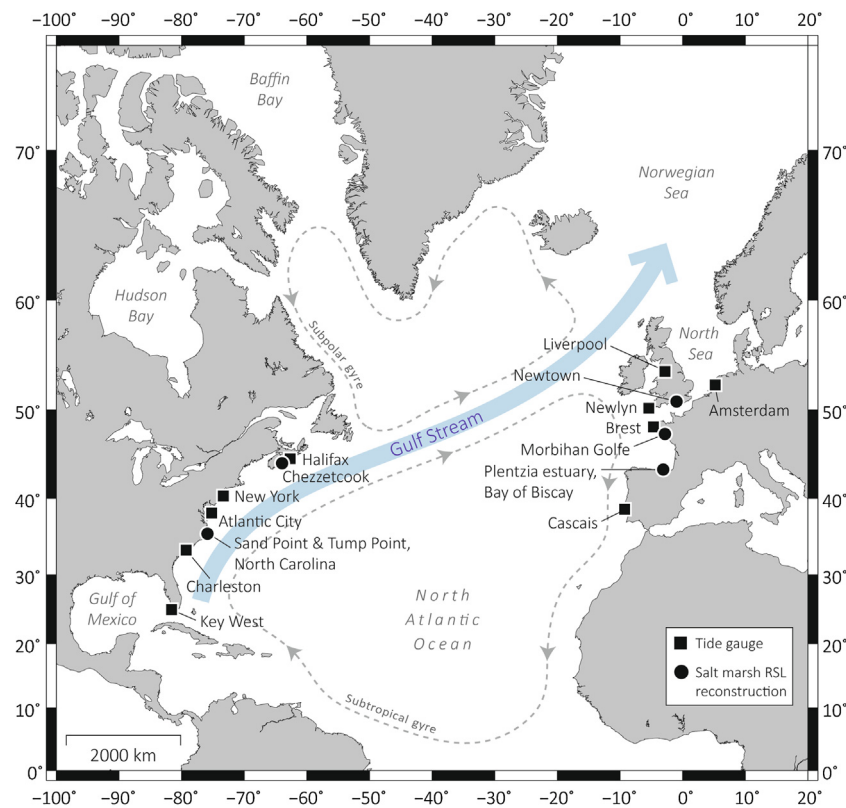 −100° −90° −80° −70° −60° −50° −40° −30° −20° −10° 0° 10° 20°
Baffin
Bay
70°
70°
Norwegian
Sea
Hudson
Bay
60°
60°
Subpolar gyre
North
Sea
Liverpool
Newtown
50°
50°
Amsterdam
Newlyn
Gulf Stream
Brest
Morbihan Golfe
Halifax
Chezzetcook
Plentzia estuary,
Bay of Biscay
New York
40°
40°
Atlantic City
Cascais
Sand Point & Tump Point,
North Carolina
30°
30°
Charleston
Gulf of
Mexico
Key West
North
Atlantic
Ocean
20°
20°
Tide gauge
Salt marsh RSL
reconstruction
Subtropical gyre
10°
10°
2000 km
0°
0°
−100° −90° −80° −70° −60° −50° −40° −30° −20° −10° 0° 10° 20°